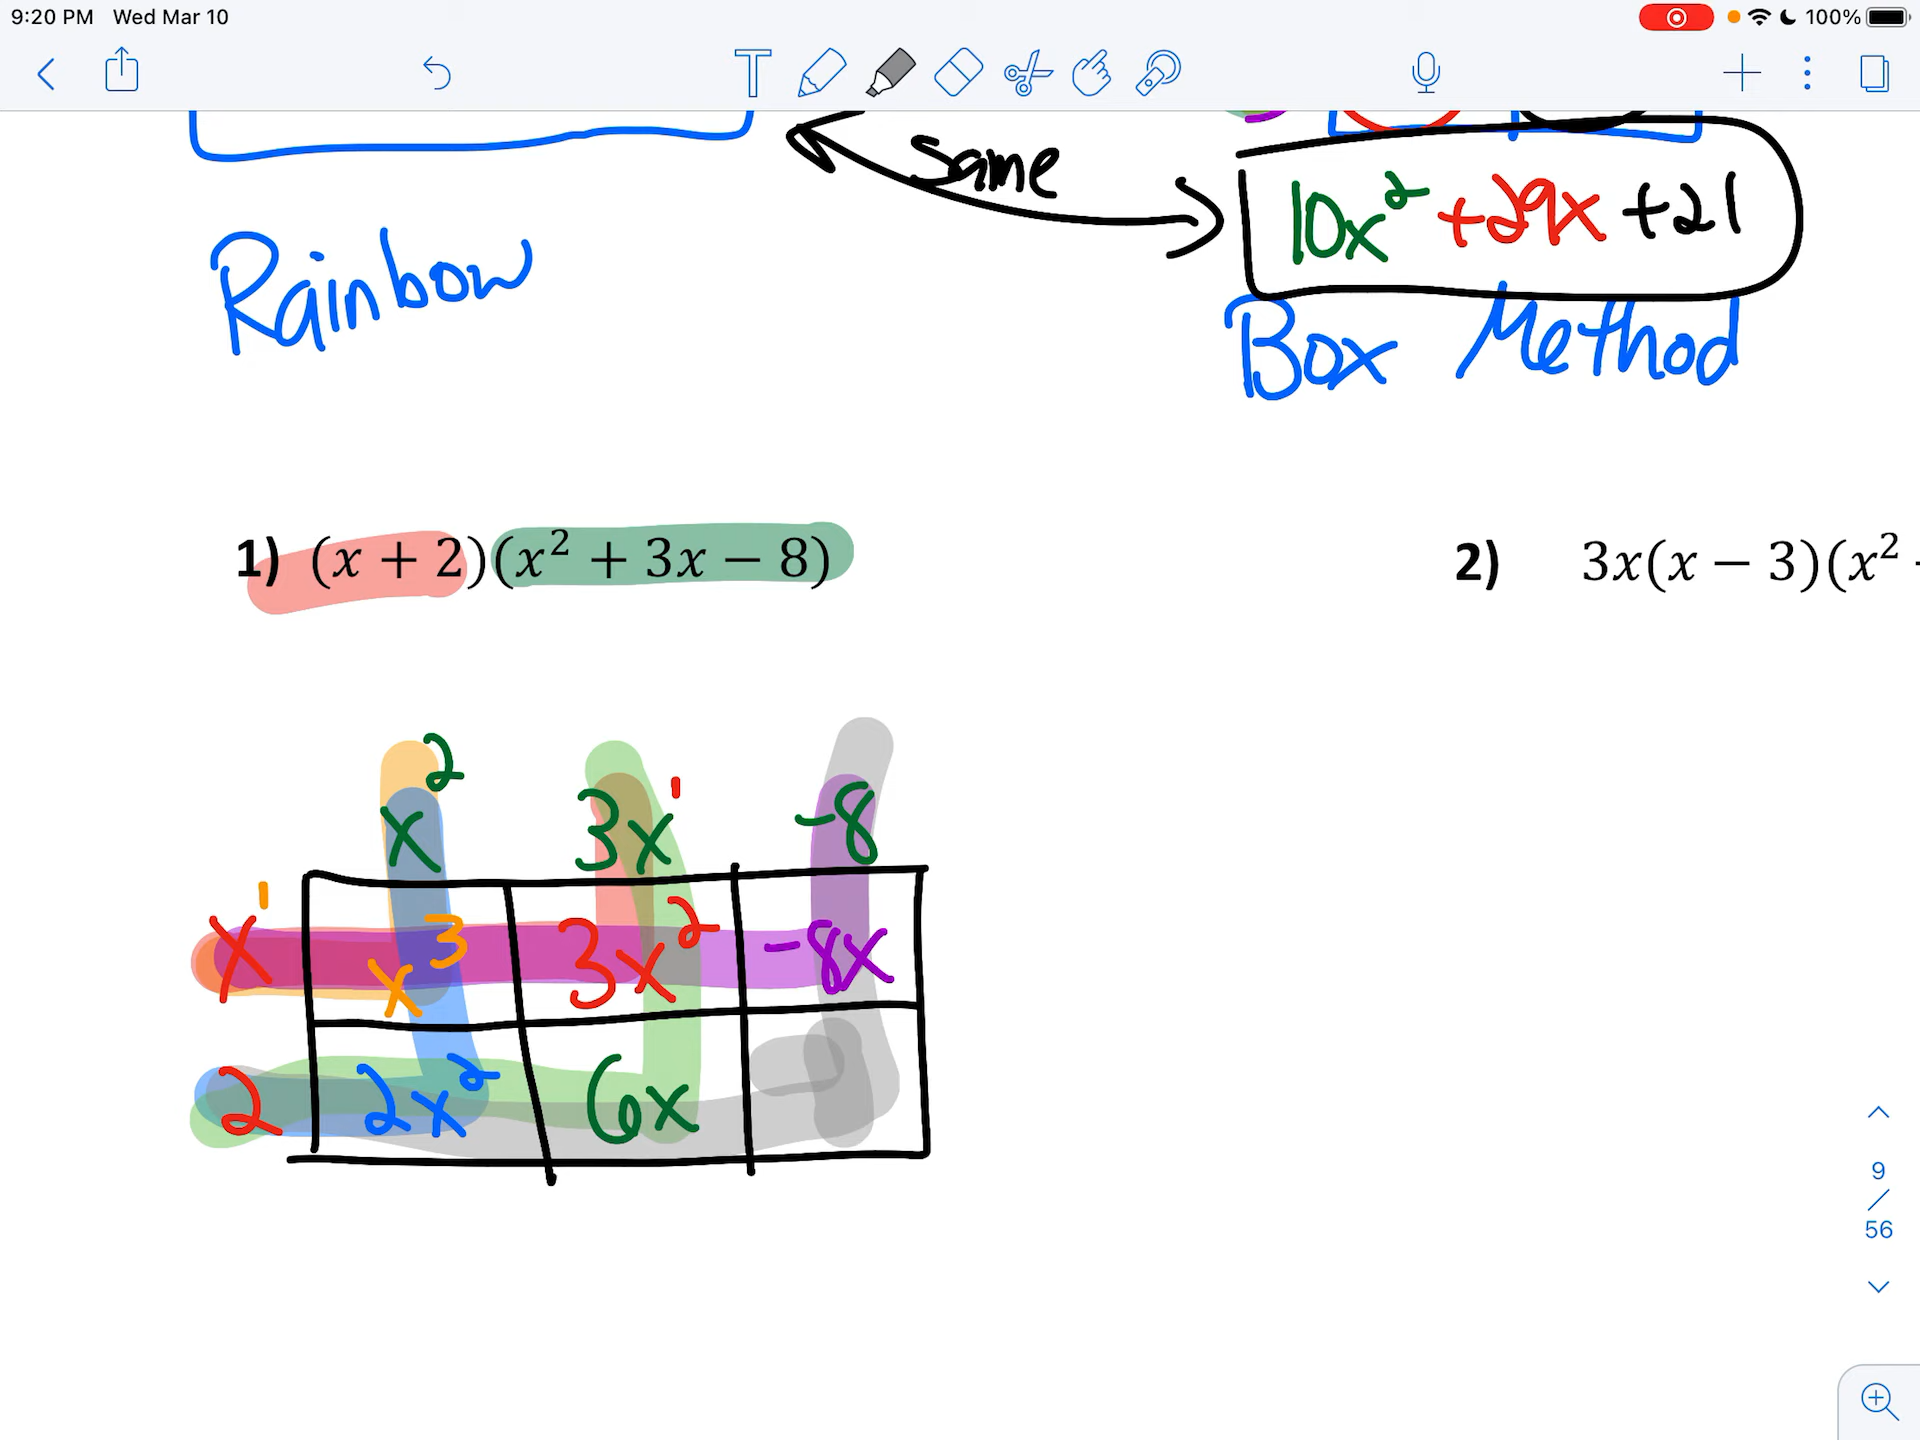 9:20 PM Wed Mar 10 100%
same
10x² +29x +21
Rainbow
Box Method
1) (x + 2)(x² + 3x − 8)
2) 3x(x − 3)(x²
x² 3x¹ -8
x¹ x³ 3x² -8x
2 2x² 6x
9
/
56